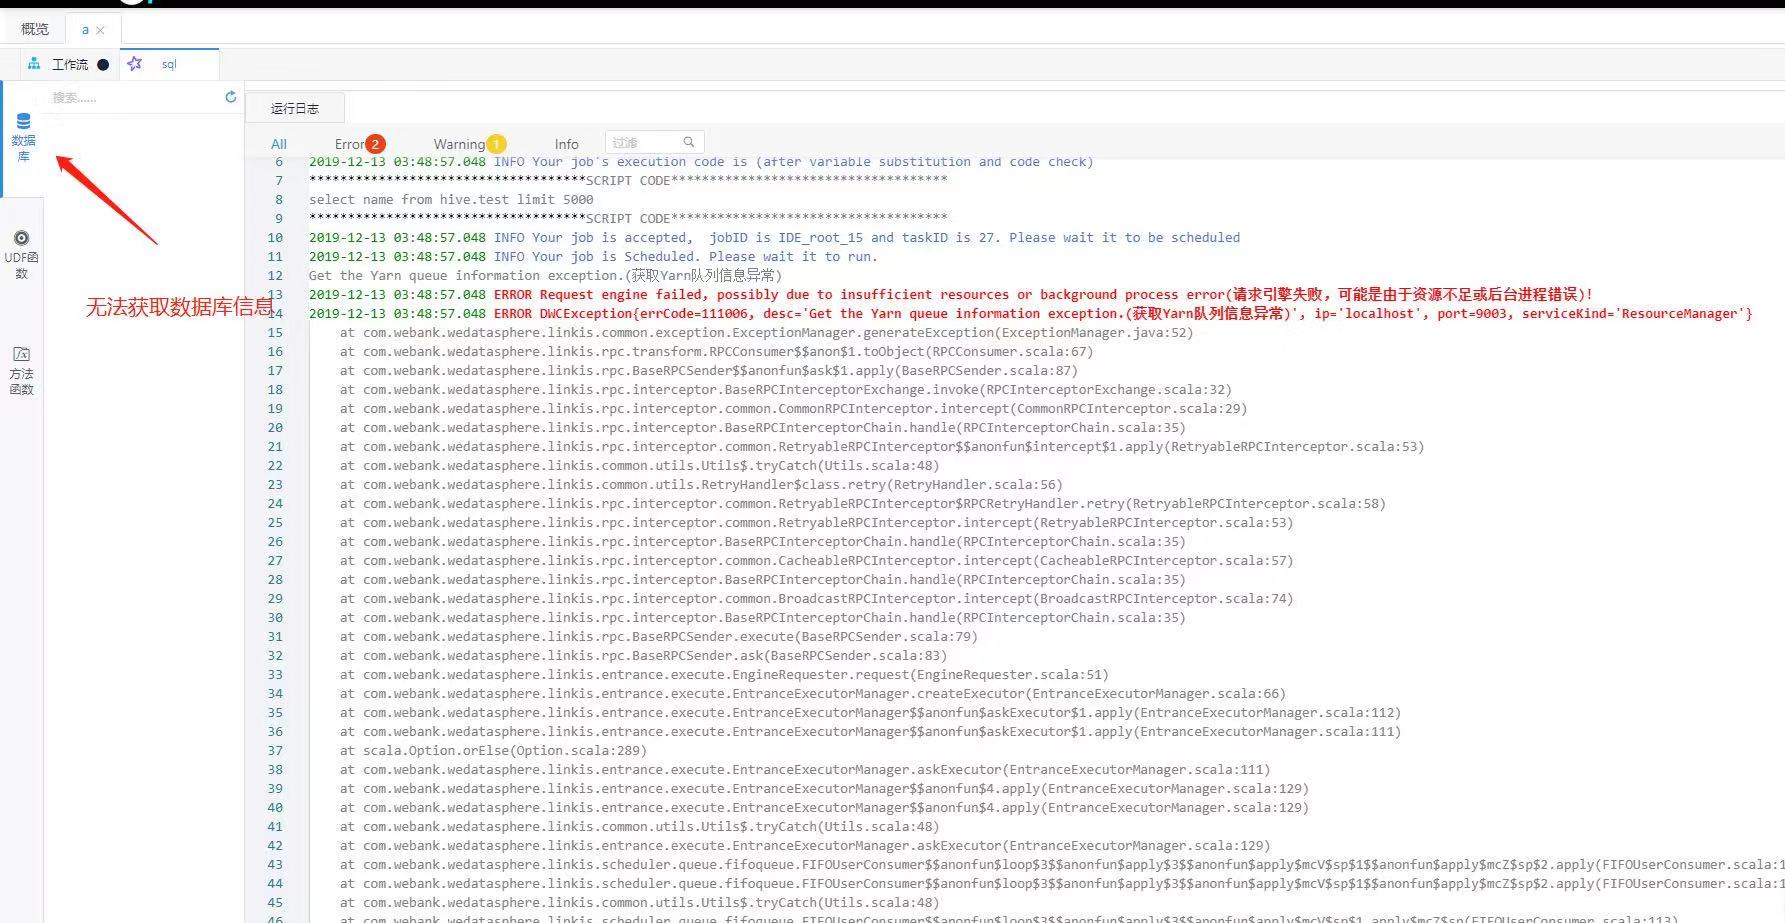 概览
a
工作流
sql
搜索......
数据
库
UDF函
数
方法
函数
无法获取数据库信息
运行日志
All
Error 2
Warning 1
Info
过滤
6 2019-12-13 03:48:57.048 INFO Your job's execution code is (after variable substitution and code check)
7 ************************************SCRIPT CODE************************************
8 select name from hive.test limit 5000
9 ************************************SCRIPT CODE************************************
10 2019-12-13 03:48:57.048 INFO Your job is accepted,  jobID is IDE_root_15 and taskID is 27. Please wait it to be scheduled
11 2019-12-13 03:48:57.048 INFO Your job is Scheduled. Please wait it to run.
12 Get the Yarn queue information exception.(获取Yarn队列信息异常)
13 2019-12-13 03:48:57.048 ERROR Request engine failed, possibly due to insufficient resources or background process error(请求引擎失败，可能是由于资源不足或后台进程错误)!
14 2019-12-13 03:48:57.048 ERROR DWCException{errCode=111006, desc='Get the Yarn queue information exception.(获取Yarn队列信息异常)', ip='localhost', port=9003, serviceKind='ResourceManager'}
15 at com.webank.wedatasphere.linkis.common.exception.ExceptionManager.generateException(ExceptionManager.java:52)
16 at com.webank.wedatasphere.linkis.rpc.transform.RPCConsumer$$anon$1.toObject(RPCConsumer.scala:67)
17 at com.webank.wedatasphere.linkis.rpc.BaseRPCSender$$anonfun$ask$1.apply(BaseRPCSender.scala:87)
18 at com.webank.wedatasphere.linkis.rpc.interceptor.BaseRPCInterceptorExchange.invoke(RPCInterceptorExchange.scala:32)
19 at com.webank.wedatasphere.linkis.rpc.interceptor.common.CommonRPCInterceptor.intercept(CommonRPCInterceptor.scala:29)
20 at com.webank.wedatasphere.linkis.rpc.interceptor.BaseRPCInterceptorChain.handle(RPCInterceptorChain.scala:35)
21 at com.webank.wedatasphere.linkis.rpc.interceptor.common.RetryableRPCInterceptor$$anonfun$intercept$1.apply(RetryableRPCInterceptor.scala:53)
22 at com.webank.wedatasphere.linkis.common.utils.Utils$.tryCatch(Utils.scala:48)
23 at com.webank.wedatasphere.linkis.common.utils.RetryHandler$class.retry(RetryHandler.scala:56)
24 at com.webank.wedatasphere.linkis.rpc.interceptor.common.RetryableRPCInterceptor$RPCRetryHandler.retry(RetryableRPCInterceptor.scala:58)
25 at com.webank.wedatasphere.linkis.rpc.interceptor.common.RetryableRPCInterceptor.intercept(RetryableRPCInterceptor.scala:53)
26 at com.webank.wedatasphere.linkis.rpc.interceptor.BaseRPCInterceptorChain.handle(RPCInterceptorChain.scala:35)
27 at com.webank.wedatasphere.linkis.rpc.interceptor.common.CacheableRPCInterceptor.intercept(CacheableRPCInterceptor.scala:57)
28 at com.webank.wedatasphere.linkis.rpc.interceptor.BaseRPCInterceptorChain.handle(RPCInterceptorChain.scala:35)
29 at com.webank.wedatasphere.linkis.rpc.interceptor.common.BroadcastRPCInterceptor.intercept(BroadcastRPCInterceptor.scala:74)
30 at com.webank.wedatasphere.linkis.rpc.interceptor.BaseRPCInterceptorChain.handle(RPCInterceptorChain.scala:35)
31 at com.webank.wedatasphere.linkis.rpc.BaseRPCSender.execute(BaseRPCSender.scala:79)
32 at com.webank.wedatasphere.linkis.rpc.BaseRPCSender.ask(BaseRPCSender.scala:83)
33 at com.webank.wedatasphere.linkis.entrance.execute.EngineRequester.request(EngineRequester.scala:51)
34 at com.webank.wedatasphere.linkis.entrance.execute.EntranceExecutorManager.createExecutor(EntranceExecutorManager.scala:66)
35 at com.webank.wedatasphere.linkis.entrance.execute.EntranceExecutorManager$$anonfun$askExecutor$1.apply(EntranceExecutorManager.scala:112)
36 at com.webank.wedatasphere.linkis.entrance.execute.EntranceExecutorManager$$anonfun$askExecutor$1.apply(EntranceExecutorManager.scala:111)
37 at scala.Option.orElse(Option.scala:289)
38 at com.webank.wedatasphere.linkis.entrance.execute.EntranceExecutorManager.askExecutor(EntranceExecutorManager.scala:111)
39 at com.webank.wedatasphere.linkis.entrance.execute.EntranceExecutorManager$$anonfun$4.apply(EntranceExecutorManager.scala:129)
40 at com.webank.wedatasphere.linkis.entrance.execute.EntranceExecutorManager$$anonfun$4.apply(EntranceExecutorManager.scala:129)
41 at com.webank.wedatasphere.linkis.common.utils.Utils$.tryCatch(Utils.scala:48)
42 at com.webank.wedatasphere.linkis.entrance.execute.EntranceExecutorManager.askExecutor(EntranceExecutorManager.scala:129)
43 at com.webank.wedatasphere.linkis.scheduler.queue.fifoqueue.FIFOUserConsumer$$anonfun$loop$3$$anonfun$apply$3$$anonfun$apply$mcV$sp$1$$anonfun$apply$mcZ$sp$2.apply(FIFOUserConsumer.scala:1
44 at com.webank.wedatasphere.linkis.scheduler.queue.fifoqueue.FIFOUserConsumer$$anonfun$loop$3$$anonfun$apply$3$$anonfun$apply$mcV$sp$1$$anonfun$apply$mcZ$sp$2.apply(FIFOUserConsumer.scala:1
45 at com.webank.wedatasphere.linkis.common.utils.Utils$.tryCatch(Utils.scala:48)
46 at com.webank.wedatasphere.linkis.scheduler.queue.fifoqueue.FIFOUserConsumer$$anonfun$loop$3$$anonfun$apply$3$$anonfun$apply$mcV$sp$1.apply$mcZ$sp(FIFOUserConsumer.scala:113)